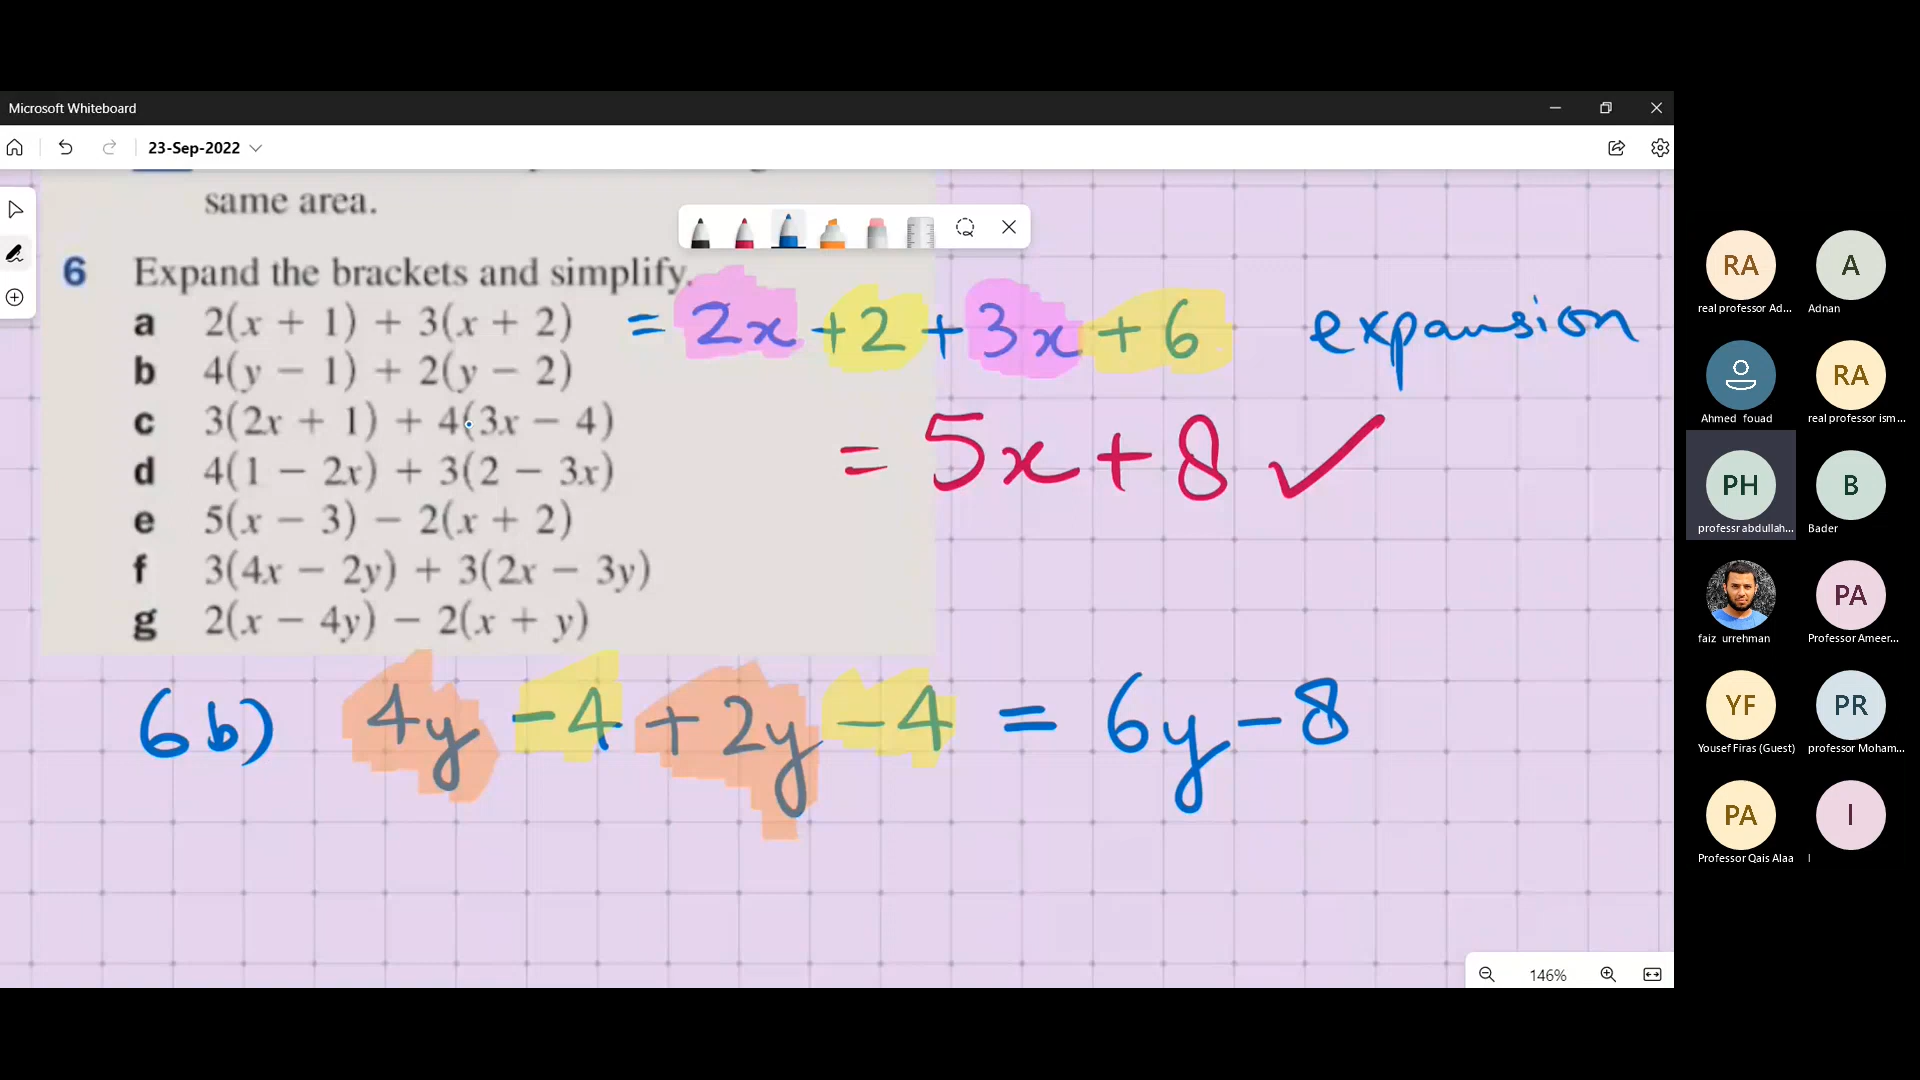 Microsoft Whiteboard
23-Sep-2022
same area.
6 Expand the brackets and simplify.
a 2(x + 1) + 3(x + 2) = 2x + 2 + 3x + 6 expansion
b 4(y − 1) + 2(y − 2)
c 3(2x + 1) + 4(3x − 4) = 5x + 8 ✓
d 4(1 − 2x) + 3(2 − 3x)
e 5(x − 3) − 2(x + 2)
f 3(4x − 2y) + 3(2x − 3y)
g 2(x − 4y) − 2(x + y)
6b) 4y − 4 + 2y − 4 = 6y − 8
146%
RA
real professor Ad...
A
Adnan
Ahmed fouad
RA
real professor ism...
PH
professr abdullah...
B
Bader
faiz urrehman
PA
Professor Ameer...
YF
Yousef Firas (Guest)
PR
professor Moham...
PA
Professor Qais Alaa
I
I